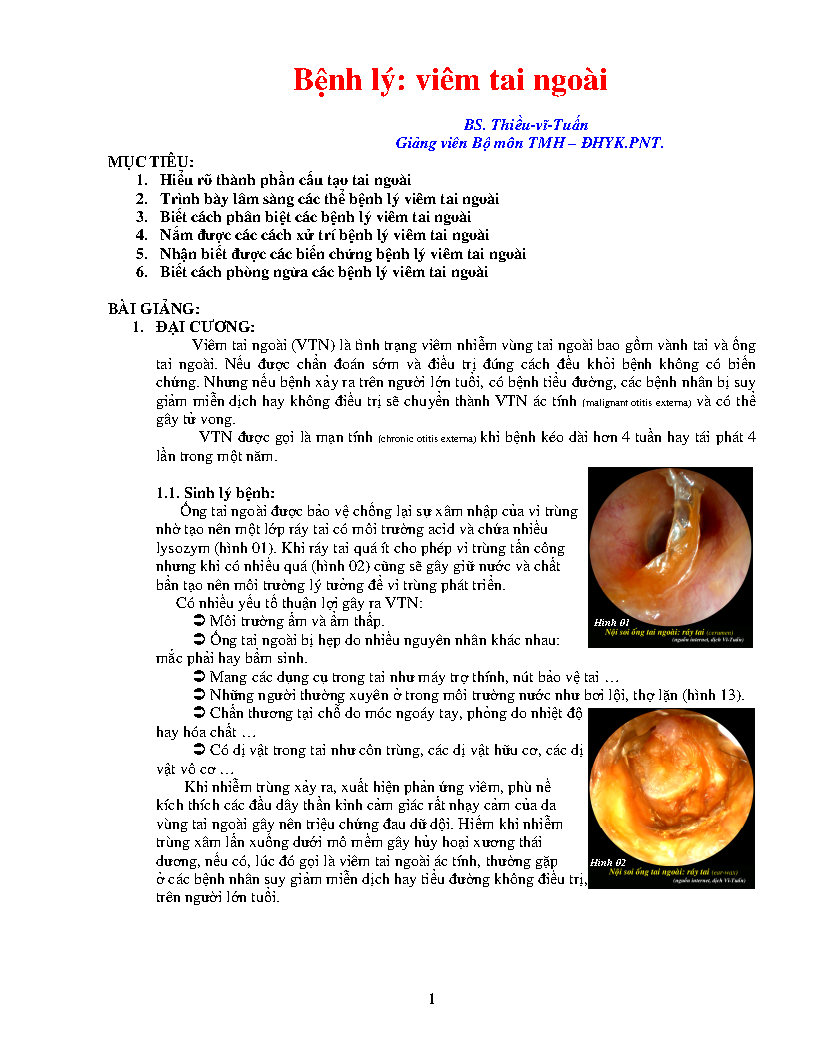 Bệnh lý: viêm tai ngoài
BS. Thiều-vĩ-Tuấn
Giảng viên Bộ môn TMH – ĐHYK.PNT.
MỤC TIÊU:
1. Hiểu rõ thành phần cấu tạo tai ngoài
2. Trình bày lâm sàng các thể bệnh lý viêm tai ngoài
3. Biết cách phân biệt các bệnh lý viêm tai ngoài
4. Nắm được các cách xử trí bệnh lý viêm tai ngoài
5. Nhận biết được các biến chứng bệnh lý viêm tai ngoài
6. Biết cách phòng ngừa các bệnh lý viêm tai ngoài
BÀI GIẢNG:
1. ĐẠI CƯƠNG:
Viêm tai ngoài (VTN) là tình trạng viêm nhiễm vùng tai ngoài bao gồm vành tai và ống
tai ngoài. Nếu được chẩn đoán sớm và điều trị đúng cách đều khỏi bệnh không có biến
chứng. Nhưng nếu bệnh xảy ra trên người lớn tuổi, có bệnh tiểu đường, các bệnh nhân bị suy
giảm miễn dịch hay không điều trị sẽ chuyển thành VTN ác tính (malignant otitis externa) và có thể
gây tử vong.
VTN được gọi là mạn tính (chronic otitis externa) khi bệnh kéo dài hơn 4 tuần hay tái phát 4
lần trong một năm.
1.1. Sinh lý bệnh:
Ống tai ngoài được bảo vệ chống lại sự xâm nhập của vi trùng
nhờ tạo nên một lớp ráy tai có môi trường acid và chứa nhiều
lysozym (hình 01). Khi ráy tai quá ít cho phép vi trùng tấn công
nhưng khi có nhiều quá (hình 02) cũng sẽ gây giữ nước và chất
bẩn tạo nên môi trường lý tưởng để vi trùng phát triển.
Có nhiều yếu tố thuận lợi gây ra VTN:
➲ Môi trường ấm và ẩm thấp.
➲ Ống tai ngoài bị hẹp do nhiều nguyên nhân khác nhau:
mắc phải hay bẩm sinh.
Hình 01
Nội soi ống tai ngoài: ráy tai (cerumen)
(nguồn internet, dịch Vĩ-Tuấn)
➲ Mang các dụng cụ trong tai như máy trợ thính, nút bảo vệ tai …
➲ Những người thường xuyên ở trong môi trường nước như bơi lội, thợ lặn (hình 13).
➲ Chấn thương tại chỗ do móc ngoáy tay, phỏng do nhiệt độ
hay hóa chất …
➲ Có dị vật trong tai như côn trùng, các dị vật hữu cơ, các dị
vật vô cơ …
Khi nhiễm trùng xảy ra, xuất hiện phản ứng viêm, phù nề
kích thích các đầu dây thần kinh cảm giác rất nhạy cảm của da
vùng tai ngoài gây nên triệu chứng đau dữ dội. Hiếm khi nhiễm
trùng xâm lấn xuống dưới mô mềm gây hủy hoại xương thái
dương, nếu có, lúc đó gọi là viêm tai ngoài ác tính, thường gặp
ở các bệnh nhân suy giảm miễn dịch hay tiểu đường không điều trị,
trên người lớn tuổi.
Hình 02
Nội soi ống tai ngoài: ráy tai (ear-wax)
(nguồn internet, dịch Vĩ-Tuấn)
1